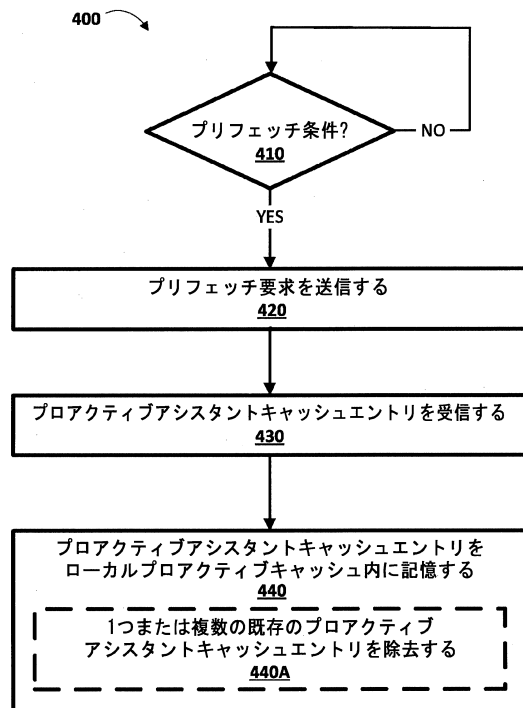 400
プリフェッチ条件?
410
NO
YES
プリフェッチ要求を送信する
420
プロアクティブアシスタントキャッシュエントリを受信する
430
プロアクティブアシスタントキャッシュエントリを
ローカルプロアクティブキャッシュ内に記憶する
440
1つまたは複数の既存のプロアクティブ
アシスタントキャッシュエントリを除去する
440A